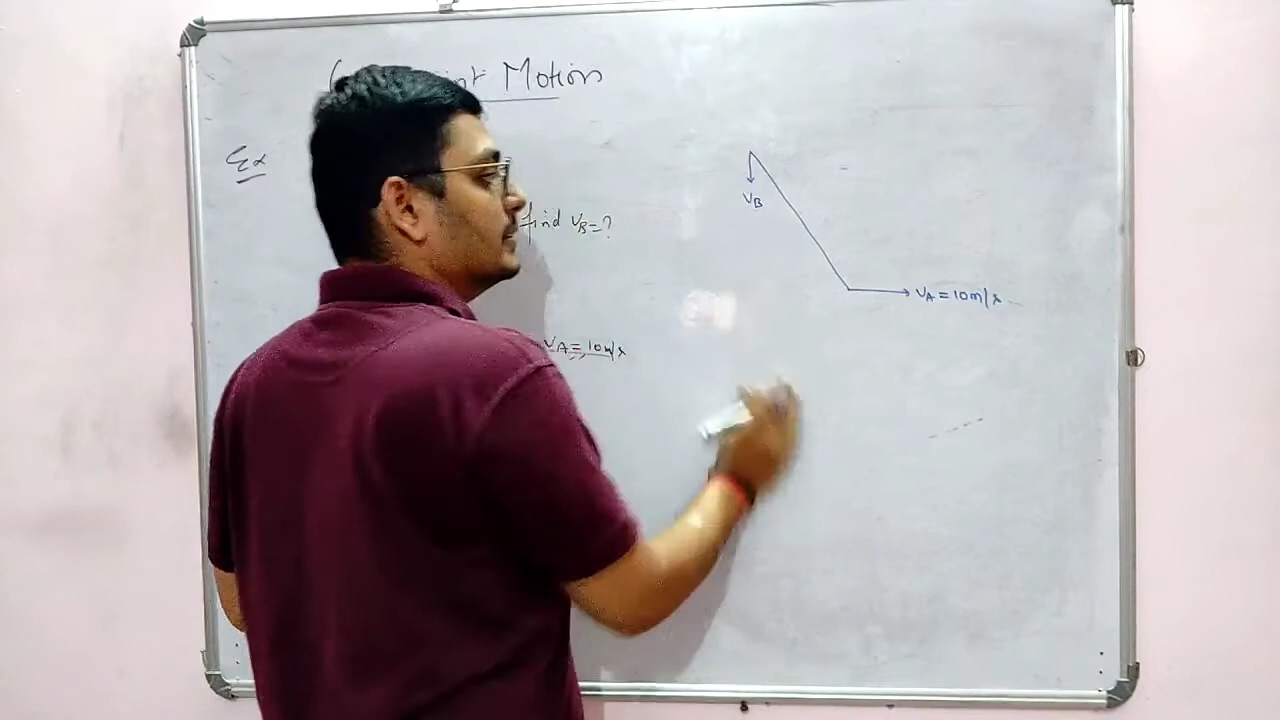 Motion
Ex
find VB=?
VA = 10m/s
VB
VA = 10m/s